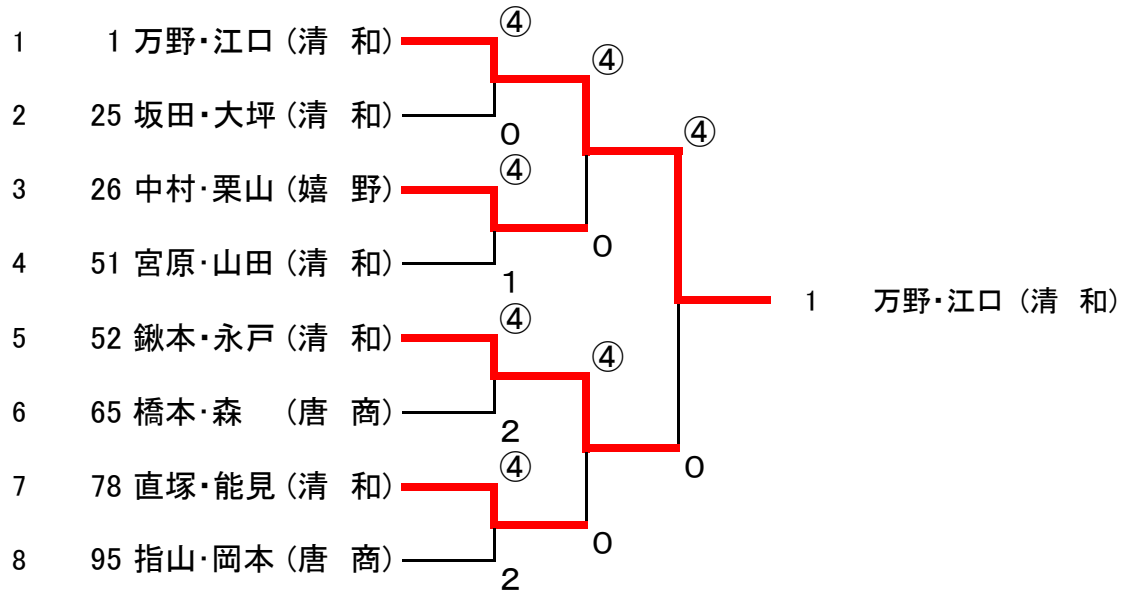 ④
1 1 万野・江口 (清 和)
④
2 25 坂田・大坪 (清 和)
④
0
④
3 26 中村・栗山 (嬉 野)
0
4 51 宮原・山田 (清 和)
1
1 万野・江口 (清 和)
④
5 52 鍬本・永戸 (清 和)
④
6 65 橋本・森 (唐 商)
2
④
0
7 78 直塚・能見 (清 和)
0
8 95 指山・岡本 (唐 商)
2